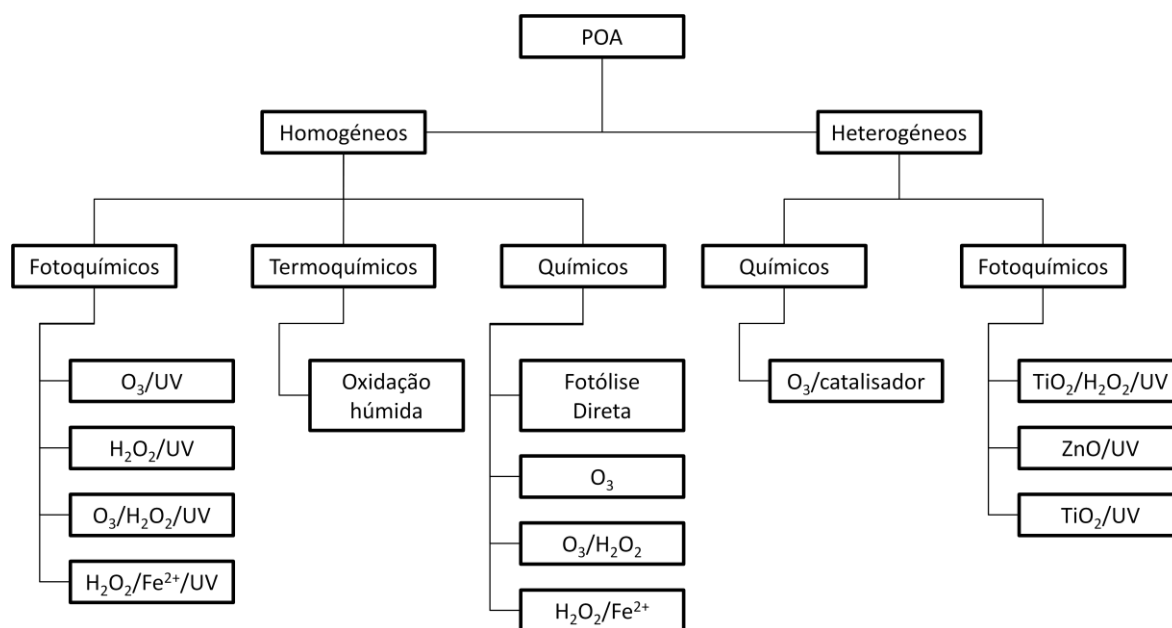 POA
Homogéneos
Heterogéneos
Fotoquímicos
Termoquímicos
Químicos
Químicos
Fotoquímicos
O₃/UV
H₂O₂/UV
O₃/H₂O₂/UV
H₂O₂/Fe²⁺/UV
Oxidação
húmida
Fotólise
Direta
O₃
O₃/H₂O₂
H₂O₂/Fe²⁺
O₃/catalisador
TiO₂/H₂O₂/UV
ZnO/UV
TiO₂/UV